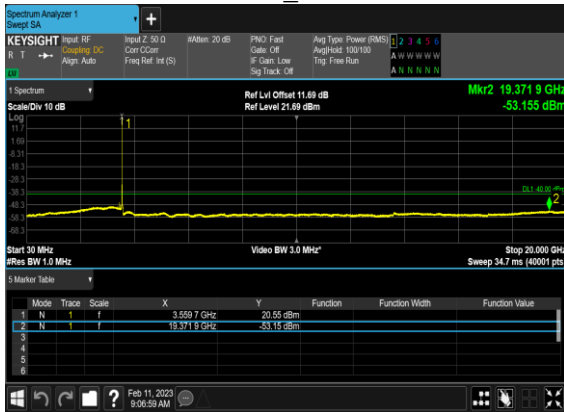 Spectrum Analyzer 1
Swept SA
+
KEYSIGHT Input: RF Input Z: 50 Ω #Atten: 20 dB PNO: Fast Avg Type: Power (RMS) 1 2 3 4 5 6
R T Coupling: DC Corr CCorr Gate: Off Avg|Hold: 100/100 A W W W W W
Align: Auto Freq Ref: Int (S) IF Gain: Low Trig: Free Run
LW Sig Track: Off A N N N N N
1 Spectrum Ref Lvl Offset 11.69 dB Mkr2 19.371 9 GHz
Scale/Div 10 dB Ref Level 21.69 dBm -53.155 dBm
Log
11.7
1.69
-8.31
-18.3
-28.3
-38.3
-48.3
-58.3
-68.3
1
DL1 -40.00 dBm
2
Start 30 MHz Video BW 3.0 MHz* Stop 20.000 GHz
#Res BW 1.0 MHz Sweep 34.7 ms (40001 pts)
5 Marker Table
Mode Trace Scale X Y Function Function Width Function Value
1 N 1 f 3.559 7 GHz 20.55 dBm
2 N 1 f 19.371 9 GHz -53.15 dBm
3
4
5
6
? Feb 11, 2023
9:06:59 AM